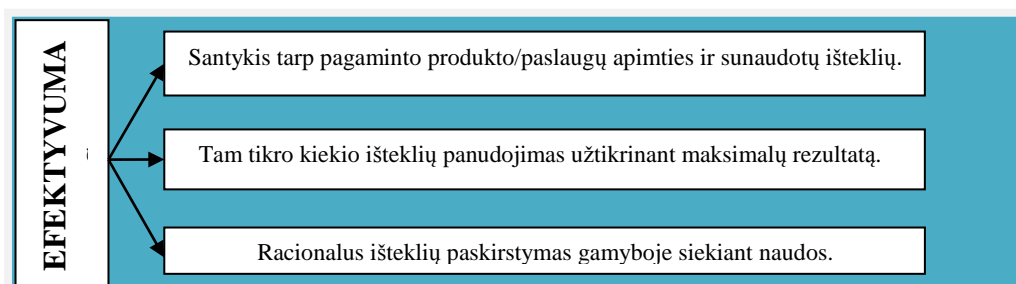 EFEKTYVUMA
Santykis tarp pagaminto produkto/paslaugų apimties ir sunaudotų išteklių.
Tam tikro kiekio išteklių panudojimas užtikrinant maksimalų rezultatą.
Racionalus išteklių paskirstymas gamyboje siekiant naudos.